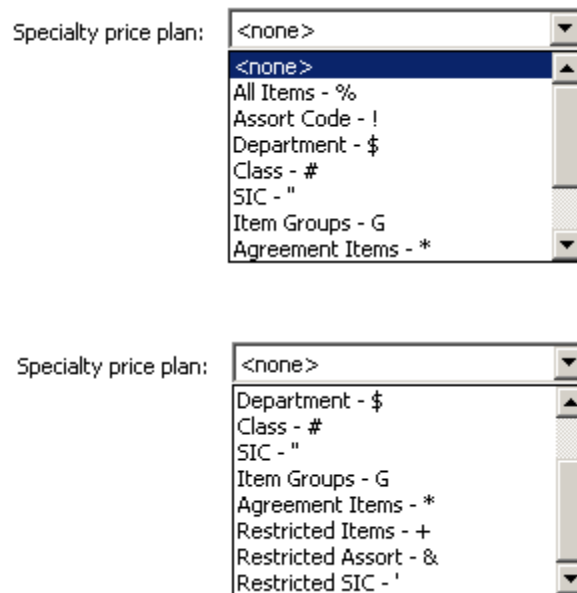 Specialty price plan: <none>
<none>
All Items - %
Assort Code - !
Department - $
Class - #
SIC - "
Item Groups - G
Agreement Items - *
Specialty price plan: <none>
Department - $
Class - #
SIC - "
Item Groups - G
Agreement Items - *
Restricted Items - +
Restricted Assort - &
Restricted SIC - '